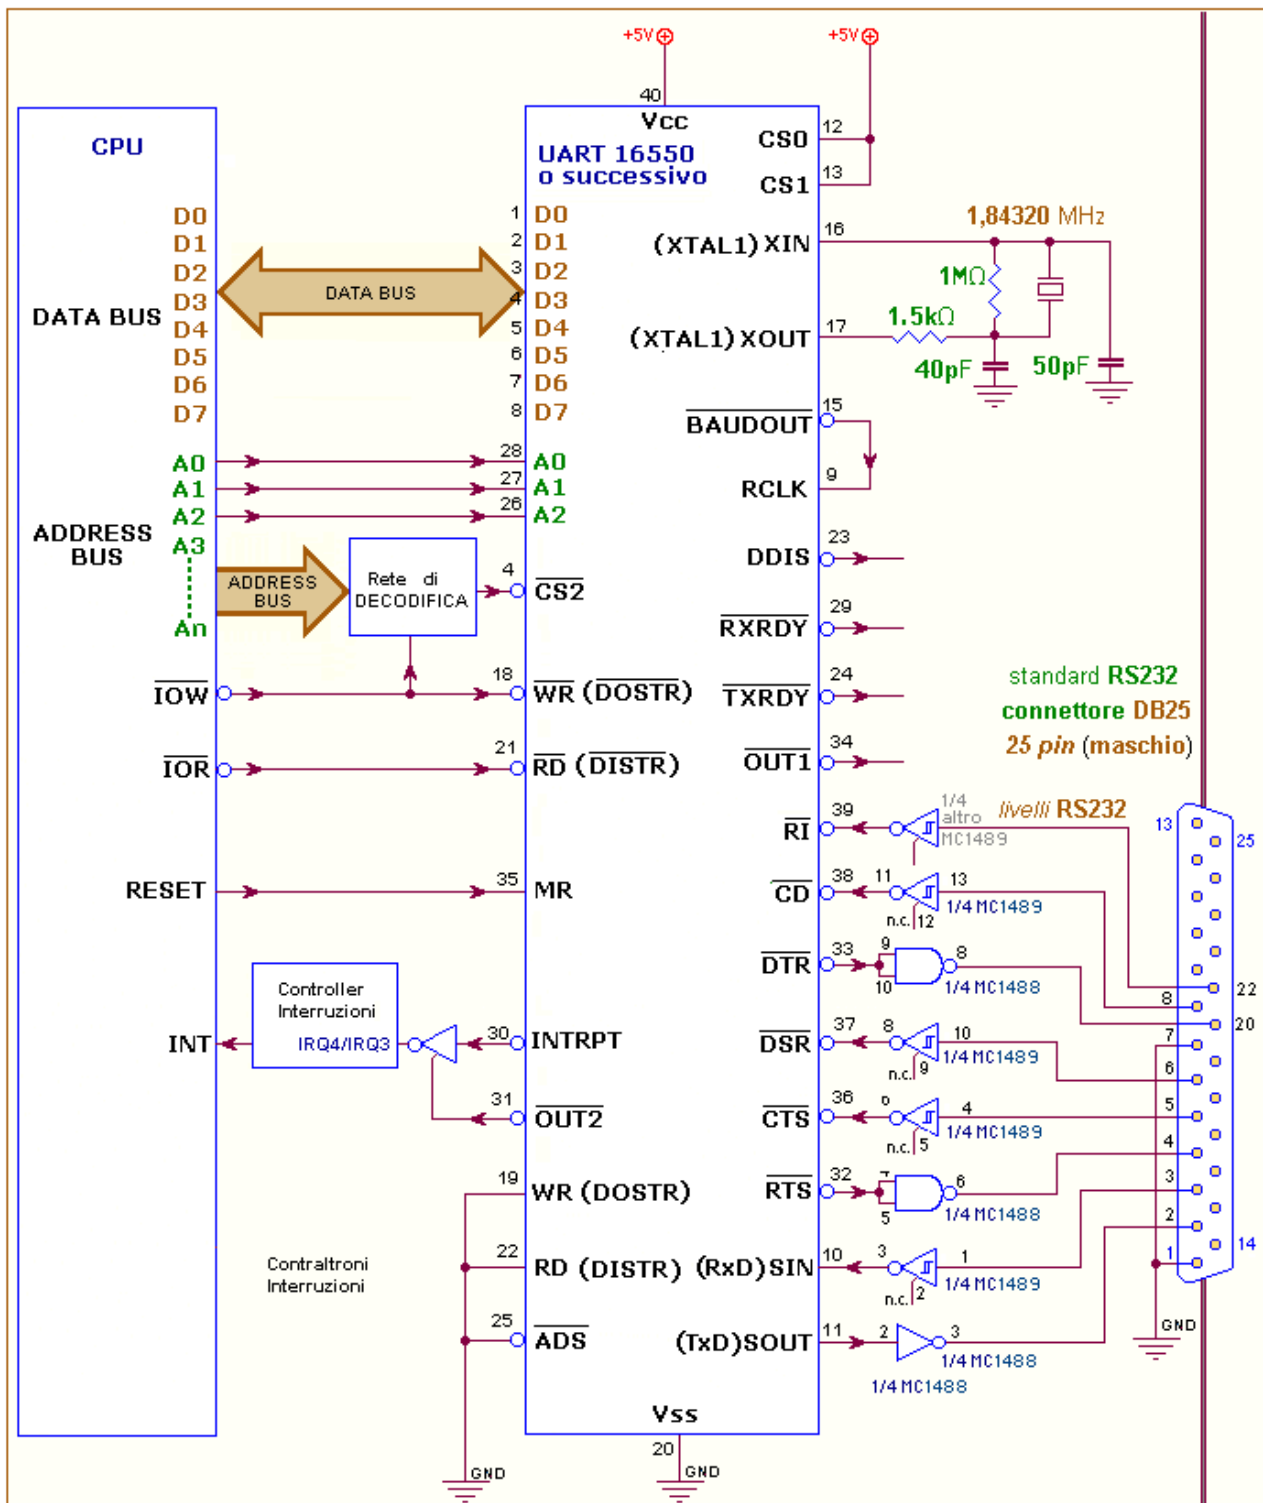 +5V
+5V
40
Vcc
CPU
UART 16550
o successivo
CS0
12
CS1
13
D0
D1
D2
D3
D4
D5
D6
D7
DATA BUS
DATA BUS
1
2
3
4
5
6
7
8
D0
D1
D2
D3
D4
D5
D6
D7
1,84320 MHz
(XTAL1) XIN
16
1MΩ
1.5kΩ
(XTAL1) XOUT
17
40pF
50pF
BAUDOUT
15
RCLK
9
A0
A1
A2
A3
An
ADDRESS
BUS
28
27
26
A0
A1
A2
ADDRESS
BUS
Rete di
DECODIFICA
4
CS2
DDIS
23
RXRDY
29
TXRDY
24
OUT1
34
IOW
18
WR (DOSTR)
IOR
21
RD (DISTR)
standard RS232
connettore DB25
25 pin (maschio)
livelli RS232
RI
39
1/4
altro
MC1489
RESET
35
MR
CD
38
11
13
n.c.
12
1/4 MC1489
DTR
33
9
10
8
1/4 MC1488
Controller
Interruzioni
IRQ4/IRQ3
INT
30
INTRPT
31
OUT2
DSR
37
8
10
n.c.
9
1/4 MC1489
CTS
36
6
4
n.c.
5
1/4 MC1489
RTS
32
4
5
6
1/4 MC1488
19
WR (DOSTR)
22
RD (DISTR)
25
ADS
Contraltroni
Interruzioni
(RxD)SIN
10
3
1
n.c.
2
1/4 MC1489
(TxD)SOUT
11
2
3
1/4 MC1488
1/4 MC1488
13
25
22
8
20
7
6
5
4
3
2
14
1
GND
Vss
20
GND
GND